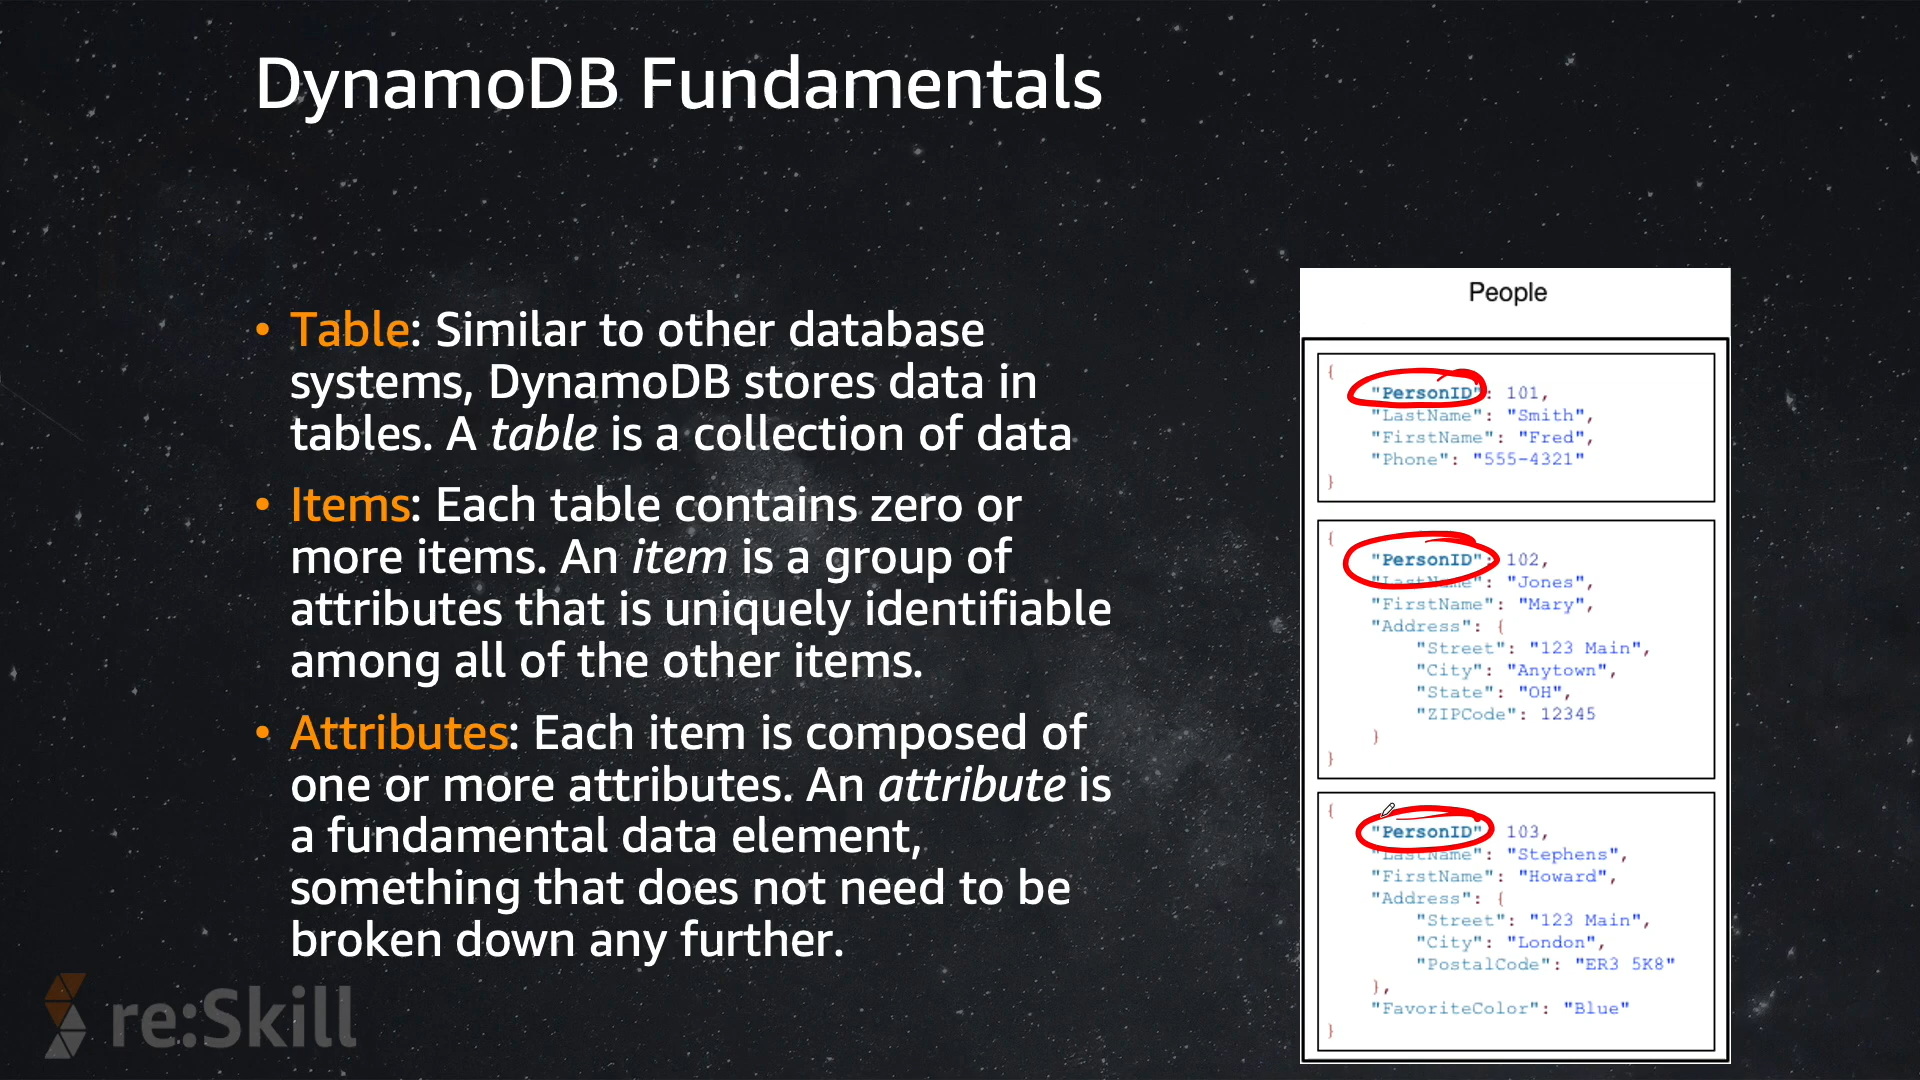 DynamoDB Fundamentals
• Table: Similar to other database
systems, DynamoDB stores data in
tables. A table is a collection of data
• Items: Each table contains zero or
more items. An item is a group of
attributes that is uniquely identifiable
among all of the other items.
• Attributes: Each item is composed of
one or more attributes. An attribute is
a fundamental data element,
something that does not need to be
broken down any further.
People
{
"PersonID": 101,
"LastName": "Smith",
"FirstName": "Fred",
"Phone": "555-4321"
}
{
"PersonID": 102,
"LastName": "Jones",
"FirstName": "Mary",
"Address": {
"Street": "123 Main",
"City": "Anytown",
"State": "OH",
"ZIPCode": 12345
}
}
{
"PersonID": 103,
"LastName": "Stephens",
"FirstName": "Howard",
"Address": {
"Street": "123 Main",
"City": "London",
"PostalCode": "ER3 5K8"
},
"FavoriteColor": "Blue"
}
re:Skill